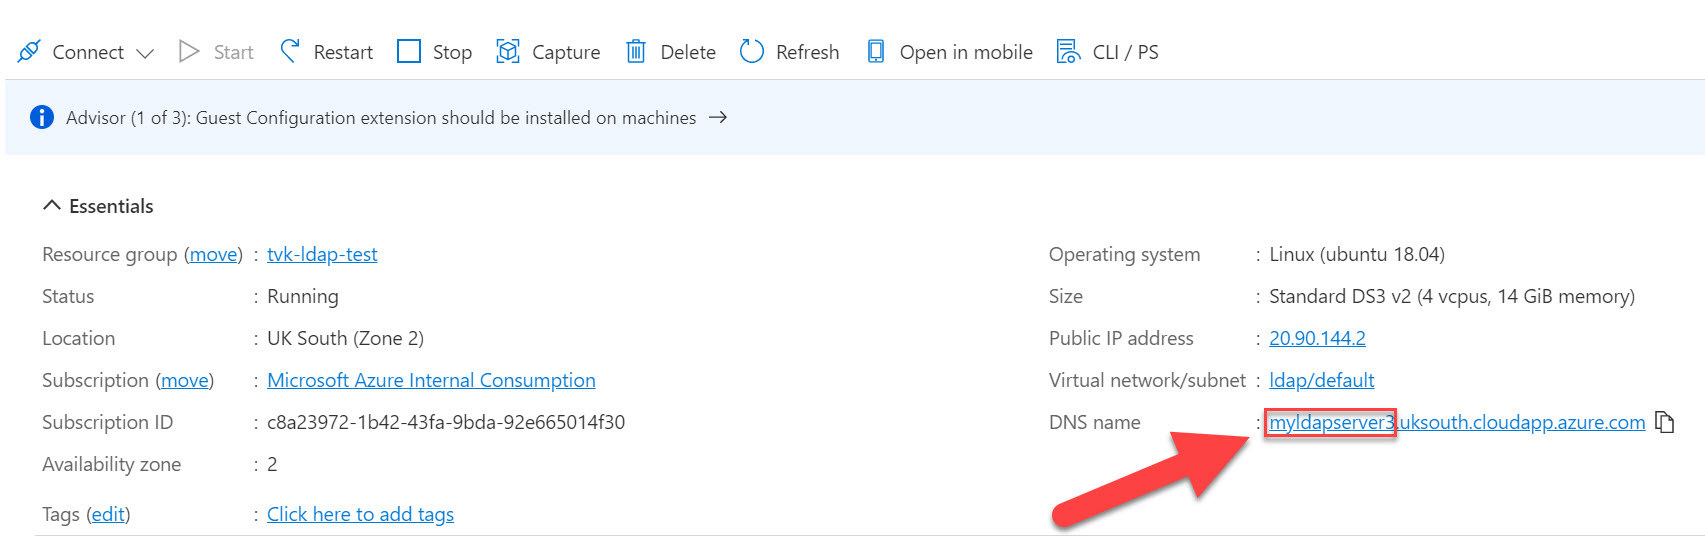 Connect Start Restart Stop Capture Delete Refresh Open in mobile CLI / PS
Advisor (1 of 3): Guest Configuration extension should be installed on machines →
Essentials
Resource group (move) : tvk-ldap-test
Status : Running
Location : UK South (Zone 2)
Subscription (move) : Microsoft Azure Internal Consumption
Subscription ID : c8a23972-1b42-43fa-9bda-92e665014f30
Availability zone : 2
Tags (edit) : Click here to add tags
Operating system : Linux (ubuntu 18.04)
Size : Standard DS3 v2 (4 vcpus, 14 GiB memory)
Public IP address : 20.90.144.2
Virtual network/subnet : ldap/default
DNS name : myldapserver3.uksouth.cloudapp.azure.com